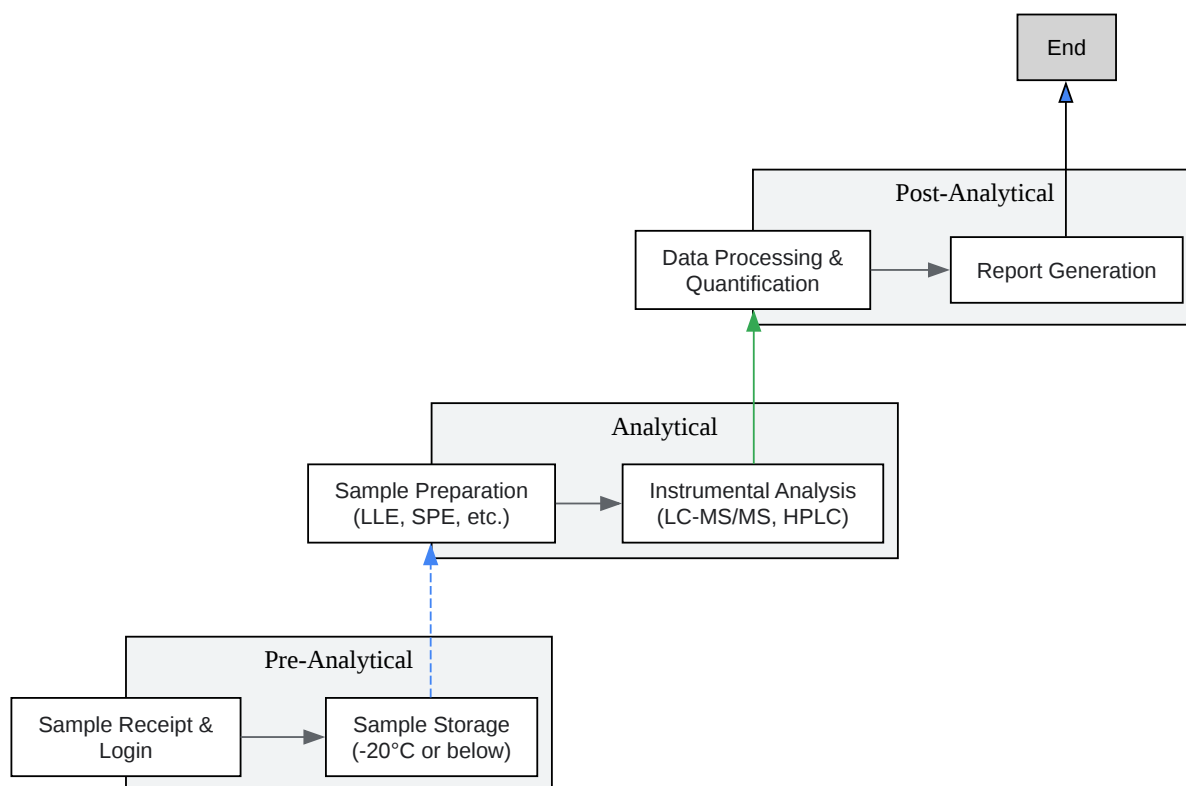 End
Post-Analytical
Data Processing &
Quantification
Report Generation
Analytical
Sample Preparation
(LLE, SPE, etc.)
Instrumental Analysis
(LC-MS/MS, HPLC)
Pre-Analytical
Sample Receipt &
Login
Sample Storage
(-20°C or below)